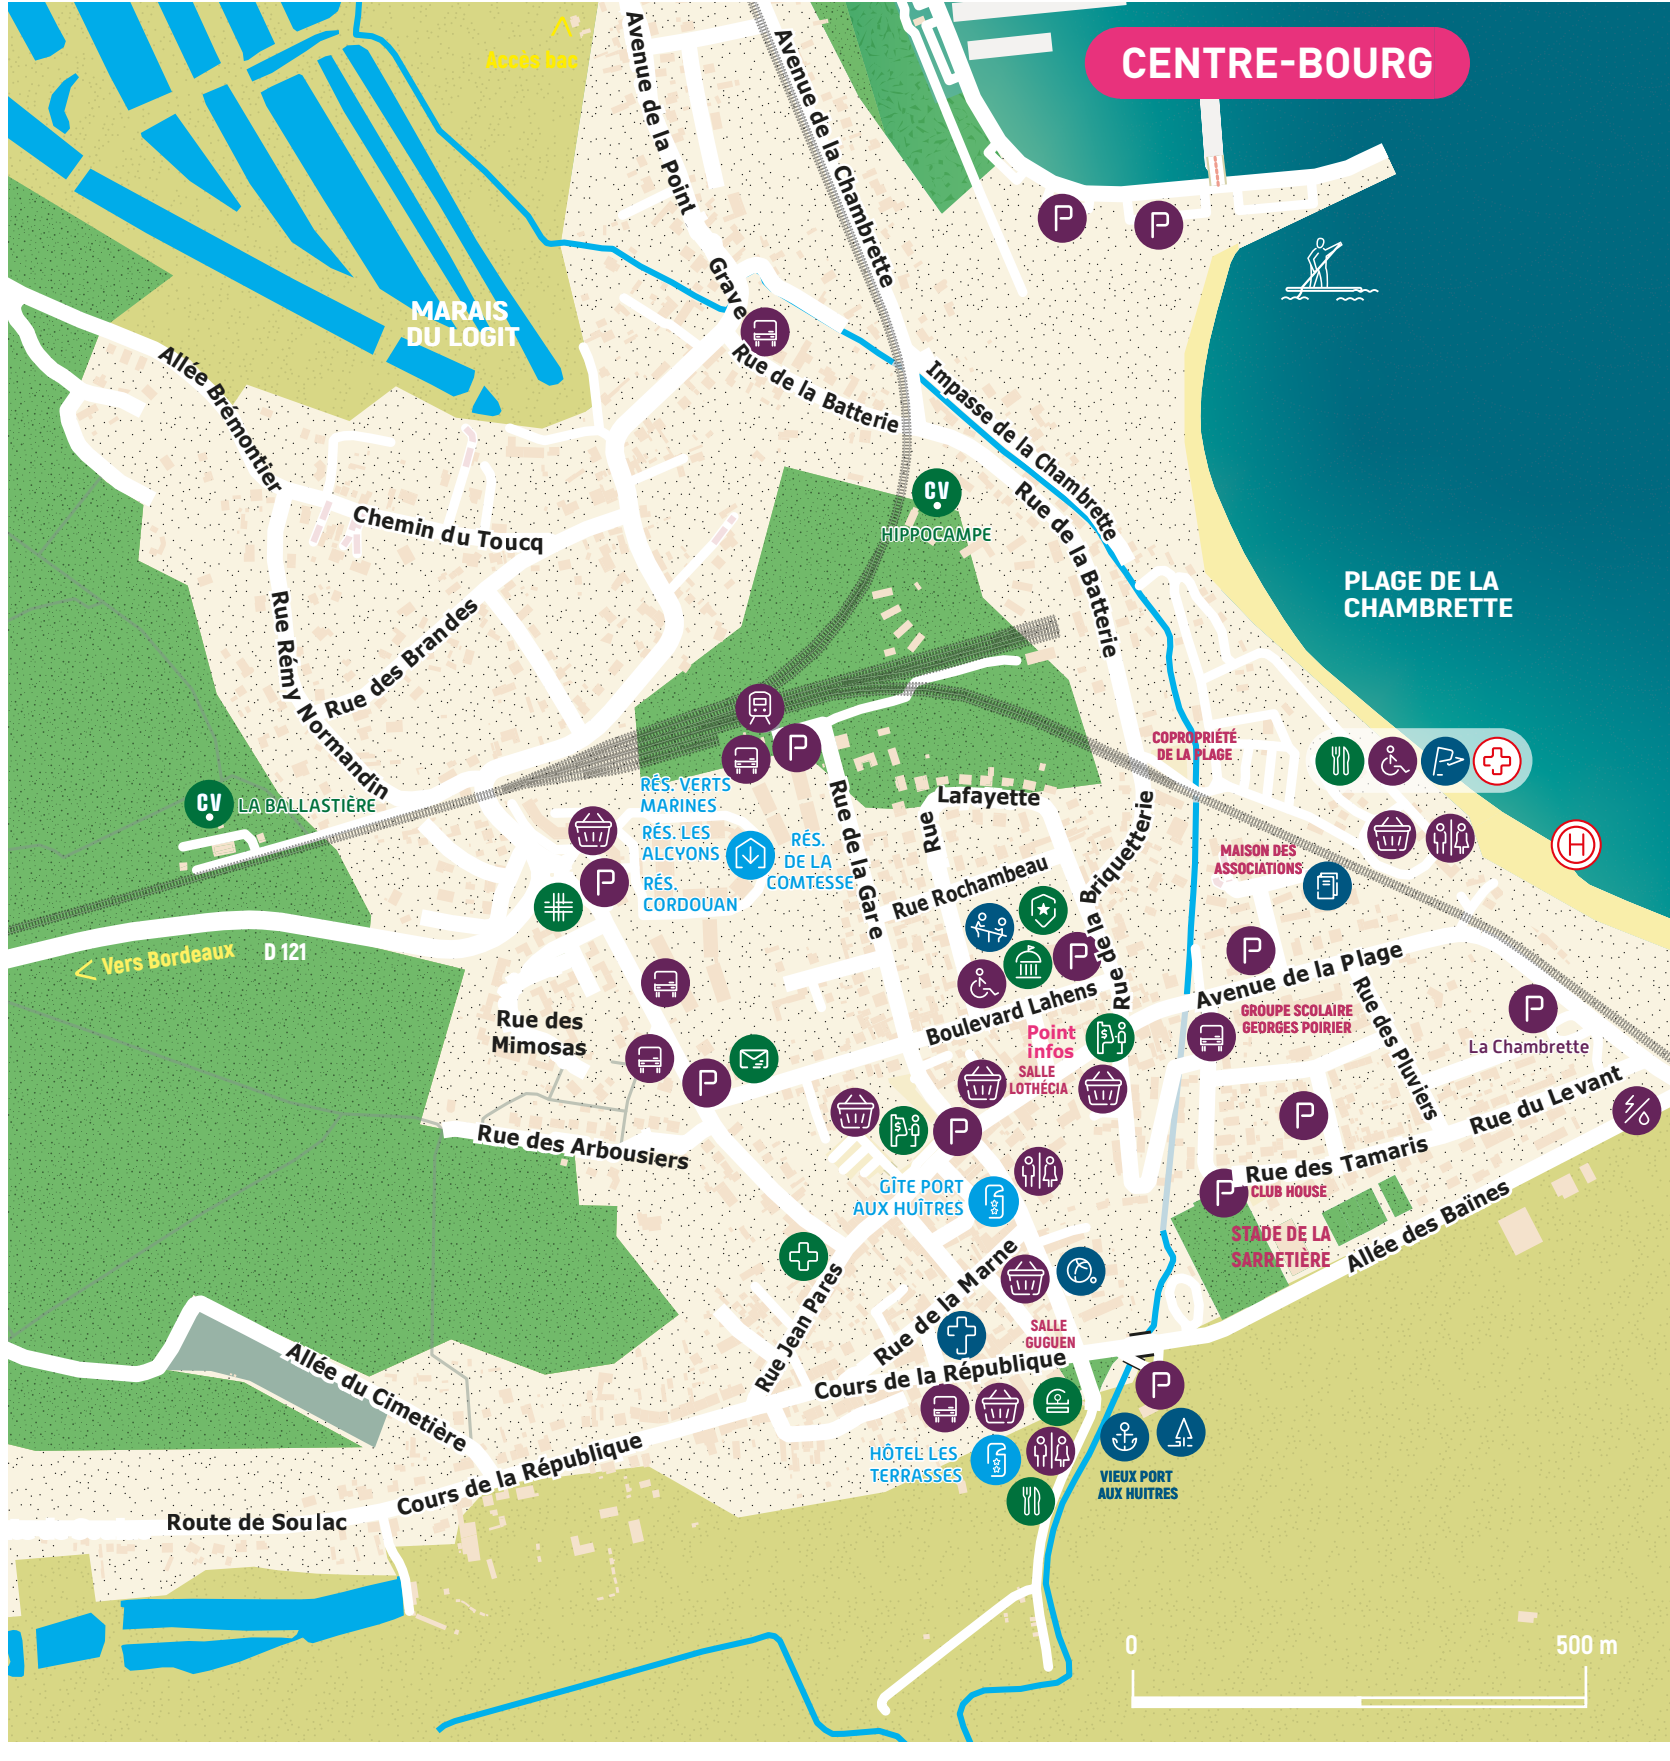 CENTRE-BOURG
Accès bac
Avenue de la Point
Grave
Avenue de la Chambrette
P
P
MARAIS
DU LOGIT
Rue de la Batterie
Impasse de la Chambrette
Allée Brémontier
CV
HIPPOCAMPE
Chemin du Toucq
Rue de la Batterie
PLAGE DE LA
CHAMBRETTE
Rue Rémy Normandin
Rue des Brandes
P
COPROPRIÉTÉ
DE LA PLAGE
RÉS. VERTS
MARINES
CV
LA BALLASTIÈRE
Lafayette
Rue
Rue de la Gare
RÉS. LES
ALCYONS
RÉS.
DE LA
COMTESSE
P
RÉS.
CORDOUAN
Rue Rochambeau
Rue de la Briquetterie
MAISON DES
ASSOCIATIONS
H
Vers Bordeaux
D 121
P
P
Avenue de la Plage
Boulevard Lahens
GROUPE SCOLAIRE
GEORGES POIRIER
Rue des Pluviers
P
La Chambrette
Rue des
Mimosas
Point
infos
SALLE
LOTHÉCIA
$
P
$
P
P
Rue du Levant
Rue des Arbousiers
Rue des Tamaris
P
CLUB HOUSE
GÎTE PORT
AUX HUÎTRES
STADE DE LA
SARRETIÈRE
Allée des Baïnes
Rue de la Marne
Rue Jean Pares
SALLE
GUGUEN
Cours de la République
Allée du Cimetière
P
HÔTEL LES
TERRASSES
VIEUX PORT
AUX HUITRES
Cours de la République
Route de Soulac
0
500 m